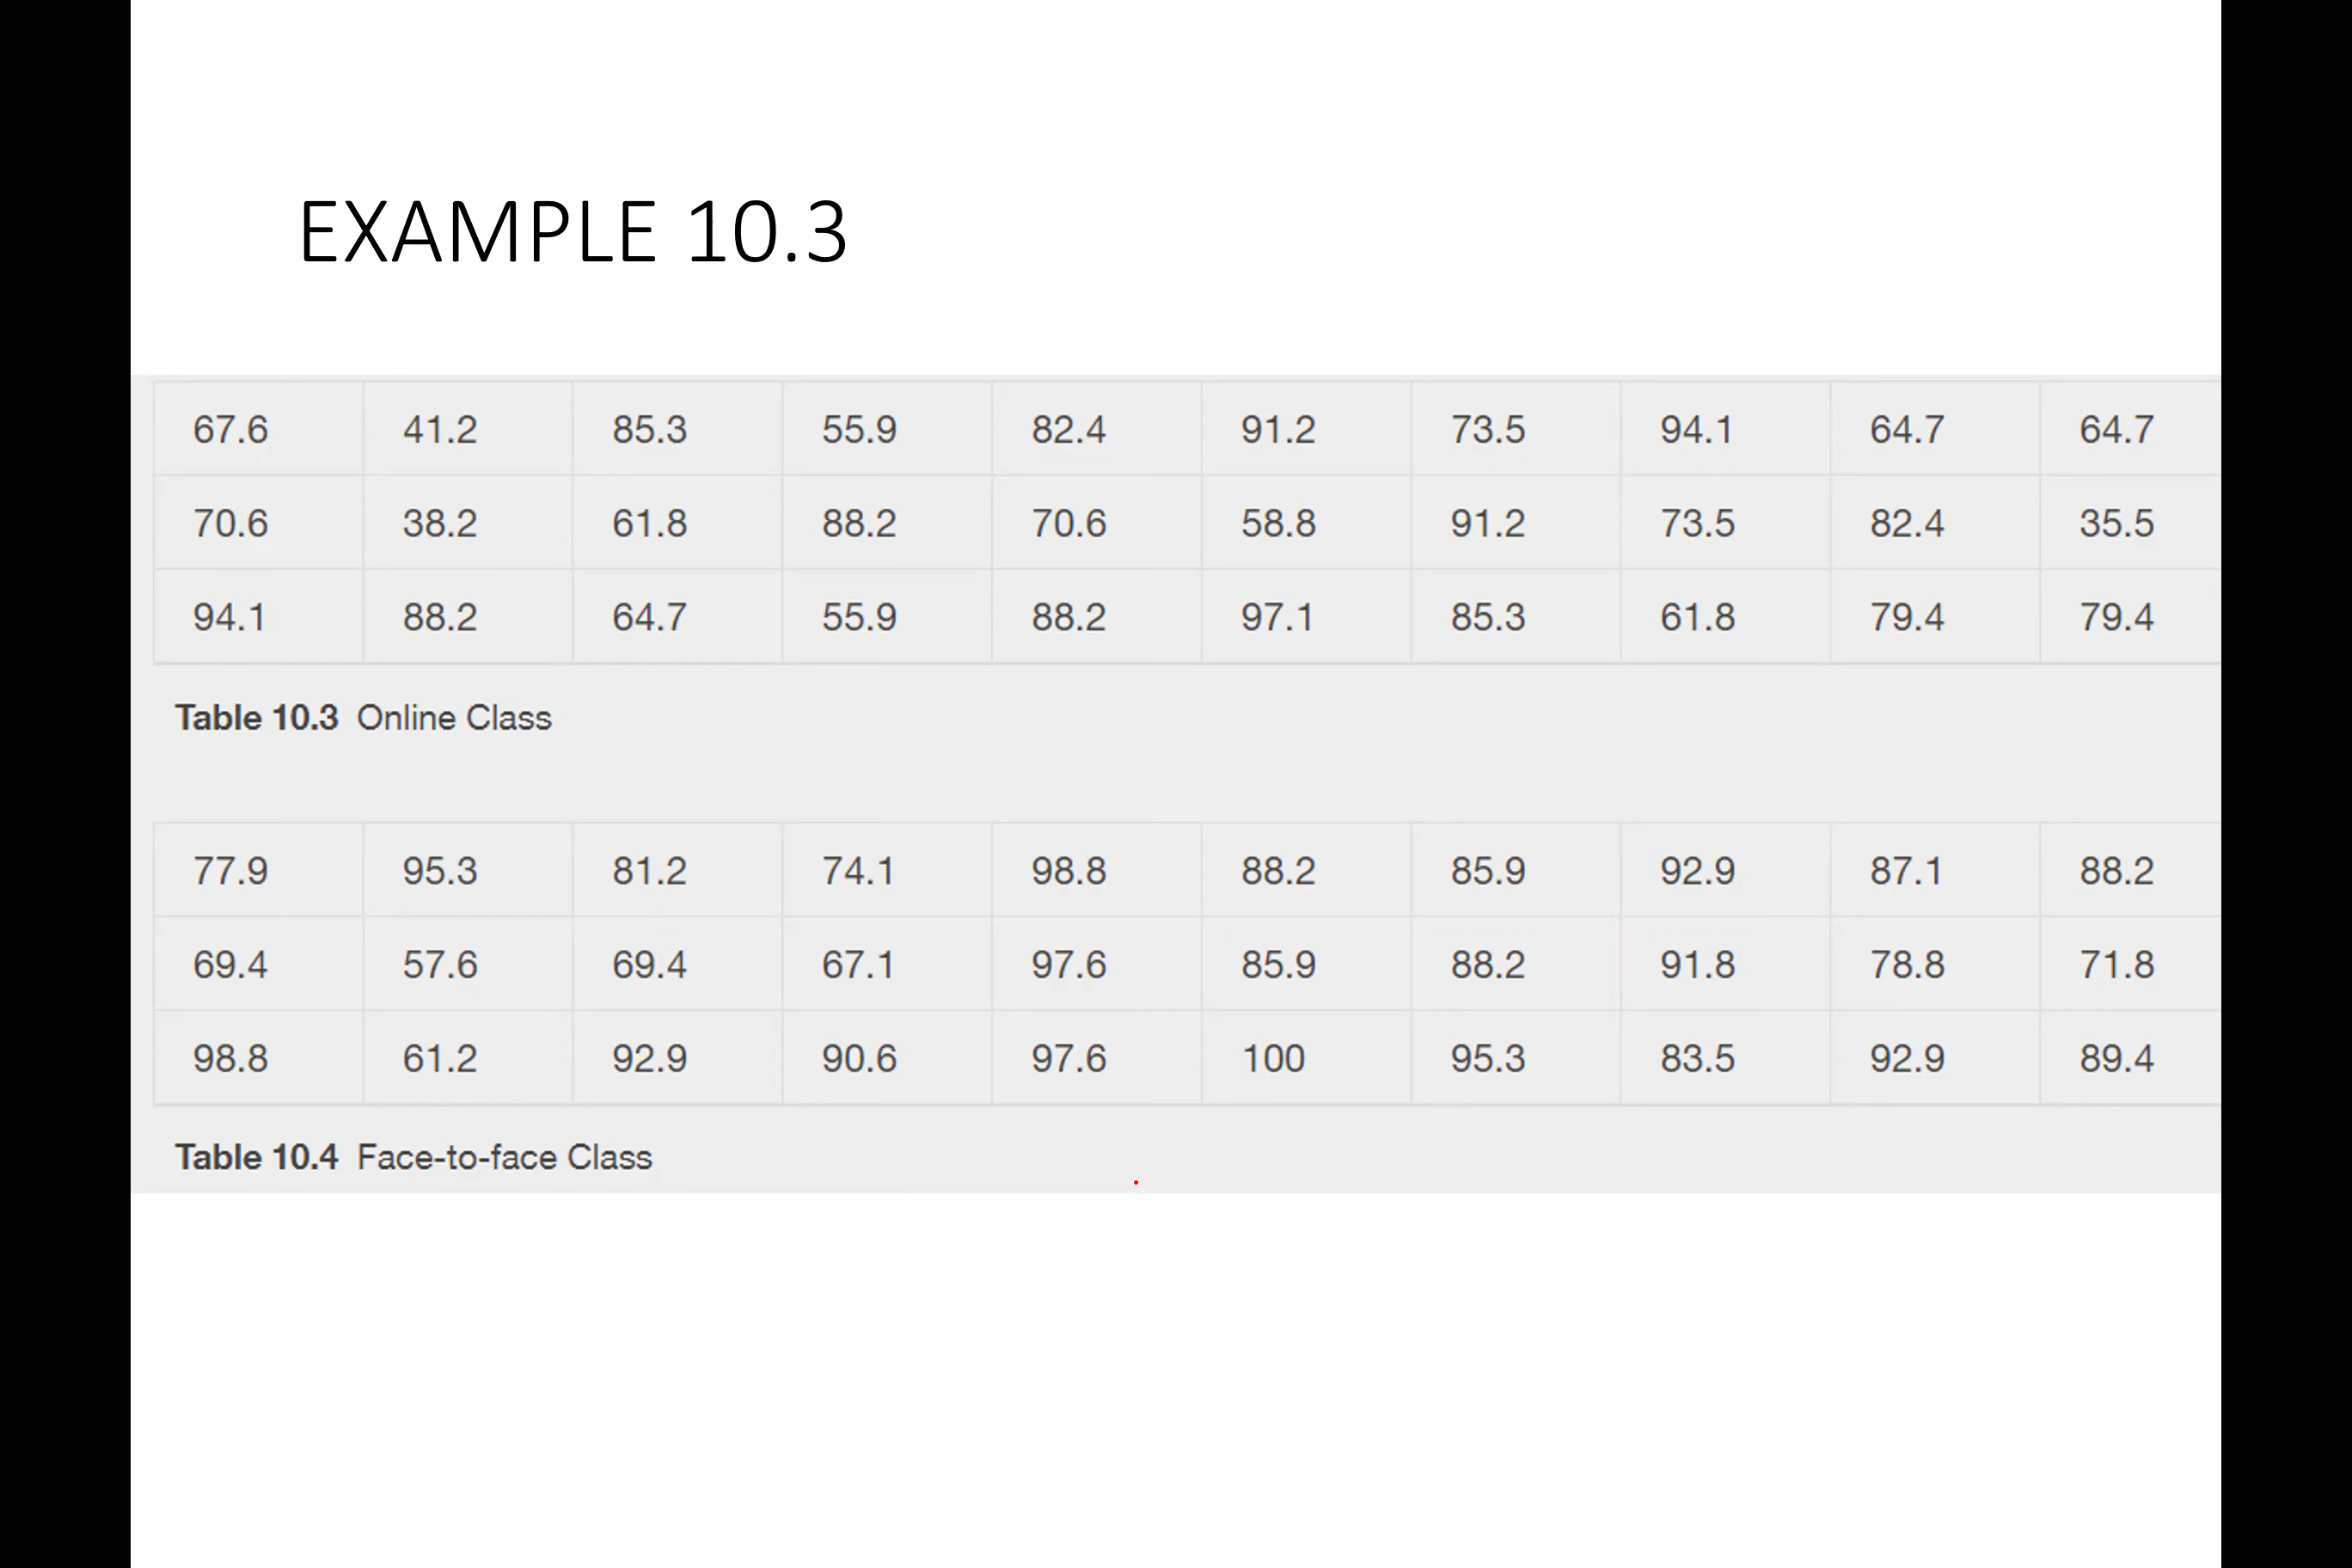 EXAMPLE 10.3
67.6 41.2 85.3 55.9 82.4 91.2 73.5 94.1 64.7 64.7
70.6 38.2 61.8 88.2 70.6 58.8 91.2 73.5 82.4 35.5
94.1 88.2 64.7 55.9 88.2 97.1 85.3 61.8 79.4 79.4
Table 10.3 Online Class
77.9 95.3 81.2 74.1 98.8 88.2 85.9 92.9 87.1 88.2
69.4 57.6 69.4 67.1 97.6 85.9 88.2 91.8 78.8 71.8
98.8 61.2 92.9 90.6 97.6 100 95.3 83.5 92.9 89.4
Table 10.4 Face-to-face Class